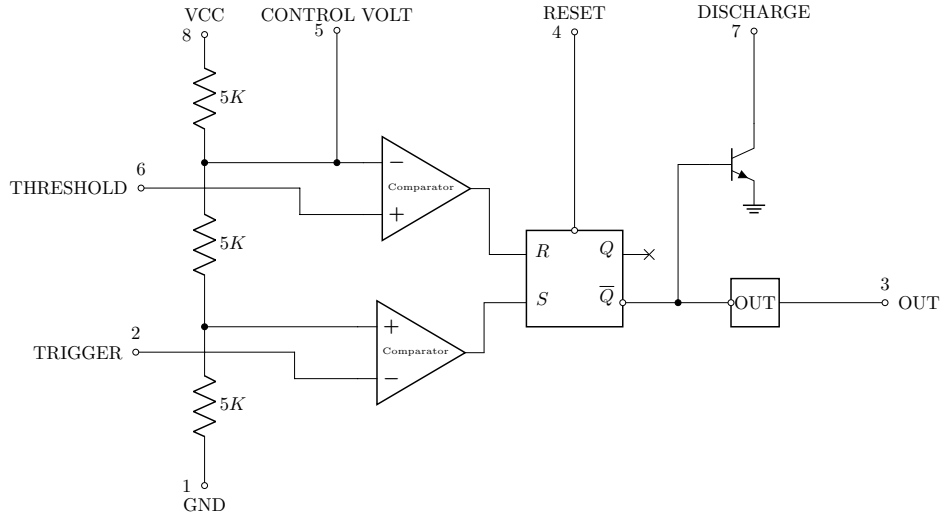 VCC
8
CONTROL VOLT
5
RESET
4
DISCHARGE
7
5K
6
THRESHOLD
−
Comparator
+
5K
R
Q
S
Q̅
OUT
3
OUT
2
TRIGGER
+
Comparator
−
5K
1
GND